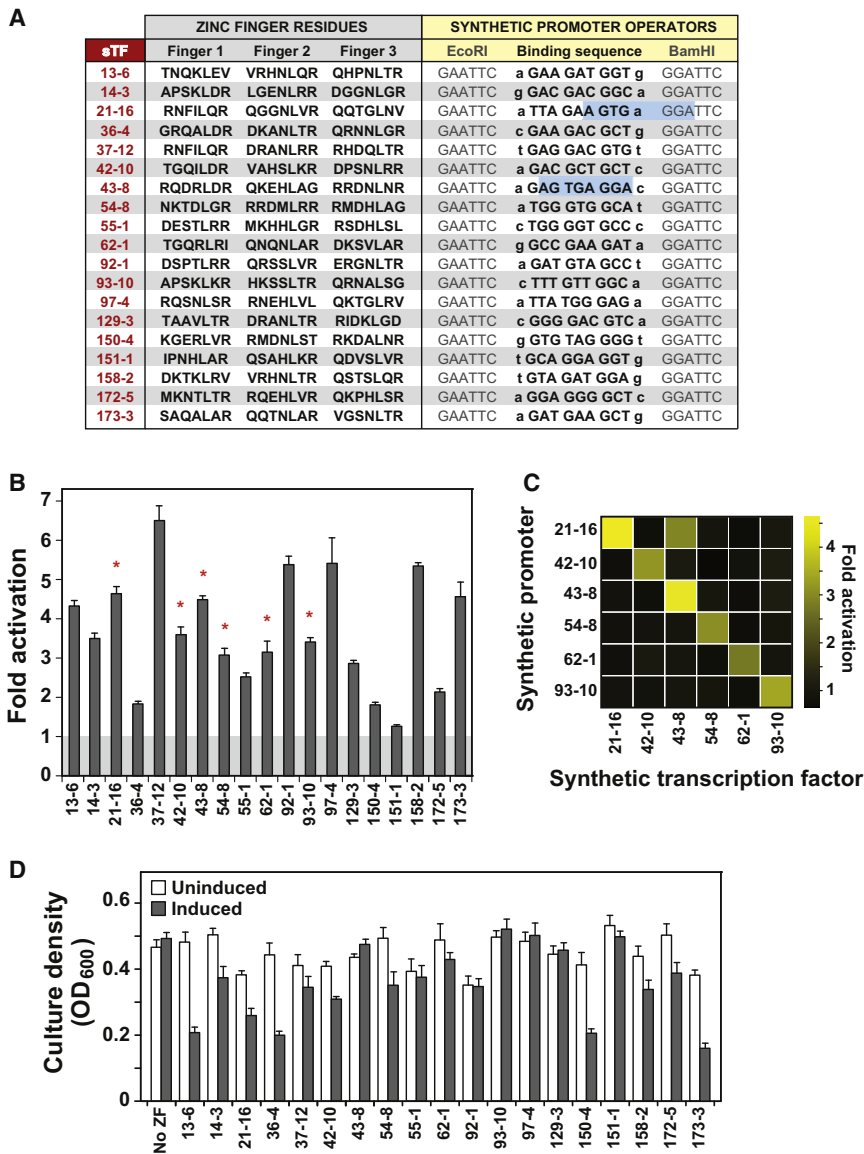 A
ZINC FINGER RESIDUES SYNTHETIC PROMOTER OPERATORS
sTF Finger 1 Finger 2 Finger 3 EcoRI Binding sequence BamHI
13-6 TNQKLEV VRHNLQR QHPNLTR GAATTC a GAA GAT GGT g GGATTC
14-3 APSKLDR LGENLRR DGGNLGR GAATTC g GAC GAC GGC a GGATTC
21-16 RNFILQR QGGNLVR QQTGLNV GAATTC a TTA GAA GTG a GGATTC
36-4 GRQALDR DKANLTR QRNNLGR GAATTC c GAA GAC GCT g GGATTC
37-12 RNFILQR DRANLRR RHDQLTR GAATTC t GAG GAC GTG t GGATTC
42-10 TGQILDR VAHSLKR DPSNLRR GAATTC a GAC GCT GCT c GGATTC
43-8 RQDRLDR QKEHLAG RRDNLNR GAATTC a GAG TGA GGA c GGATTC
54-8 NKTDLGR RRDMLRR RMDHLAG GAATTC a TGG GTG GCA t GGATTC
55-1 DESTLRR MKHHLGR RSDHLSL GAATTC c TGG GGT GCC c GGATTC
62-1 TGQRLRI QNQNLAR DKSVLAR GAATTC g GCC GAA GAT a GGATTC
92-1 DSPTLRR QRSSLVR ERGNLTR GAATTC a GAT GTA GCC t GGATTC
93-10 APSKLKR HKSSLTR QRNALSG GAATTC c TTT GTT GGC a GGATTC
97-4 RQSNLSR RNEHLVL QKTGLRV GAATTC a TTA TGG GAG a GGATTC
129-3 TAAVLTR DRANLTR RIDKLGD GAATTC c GGG GAC GTC a GGATTC
150-4 KGERLVR RMDNLST RKDALNR GAATTC g GTG TAG GGG t GGATTC
151-1 IPNHLAR QSAHLKR QDVSLVR GAATTC t GCA GGA GGT g GGATTC
158-2 DKTKLRV VRHNLTR QSTSLQR GAATTC t GTA GAT GGA g GGATTC
172-5 MKNTLTR RQEHLVR QKPHLSR GAATTC a GGA GGG GCT c GGATTC
173-3 SAQALAR QQTNLAR VGSNLTR GAATTC a GAT GAA GCT g GGATTC
B
Fold activation
7
6
5
4
3
2
1
0
* * * * * *
13-6 14-3 21-16 36-4 37-12 42-10 43-8 54-8 55-1 62-1 92-1 93-10 97-4 129-3 150-4 151-1 158-2 172-5 173-3
C
Synthetic promoter
21-16
42-10
43-8
54-8
62-1
93-10
21-16 42-10 43-8 54-8 62-1 93-10
Synthetic transcription factor
4
3
2
1
Fold activation
D
Uninduced
Induced
Culture density
(OD600)
0.6
0.4
0.2
0
No ZF 13-6 14-3 21-16 36-4 37-12 42-10 43-8 54-8 55-1 62-1 92-1 93-10 97-4 129-3 150-4 151-1 158-2 172-5 173-3